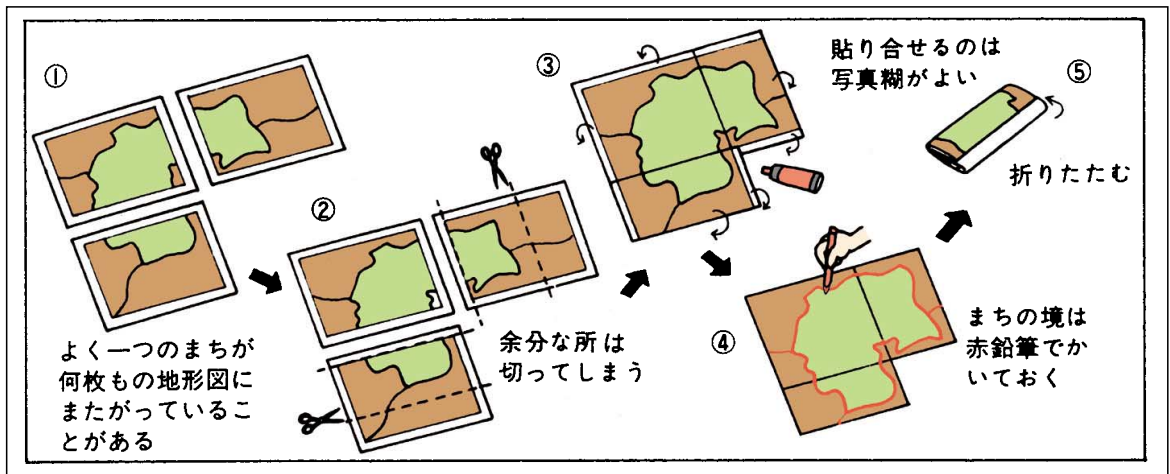 ①
よく一つのまちが
何枚もの地形図に
またがっているこ
とがある
②
余分な所は
切ってしまう
③
貼り合せるのは
写真糊がよい
④
まちの境は
赤鉛筆でか
いておく
⑤
折りたたむ